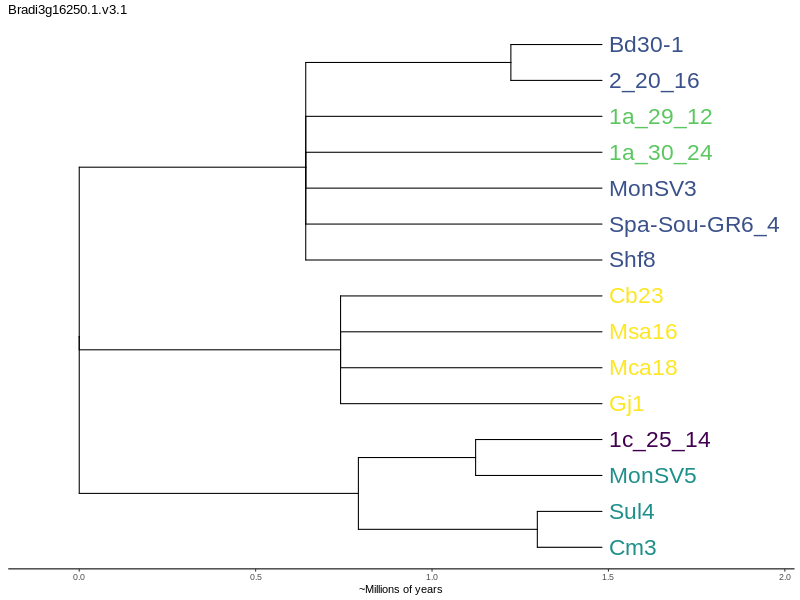 Bradi3g16250.1.v3.1
Bd30-1
2_20_16
1a_29_12
1a_30_24
MonSV3
Spa-Sou-GR6_4
Shf8
Cb23
Msa16
Mca18
Gj1
1c_25_14
MonSV5
Sul4
Cm3
0.0 0.5 1.0 1.5 2.0
~Millions of years